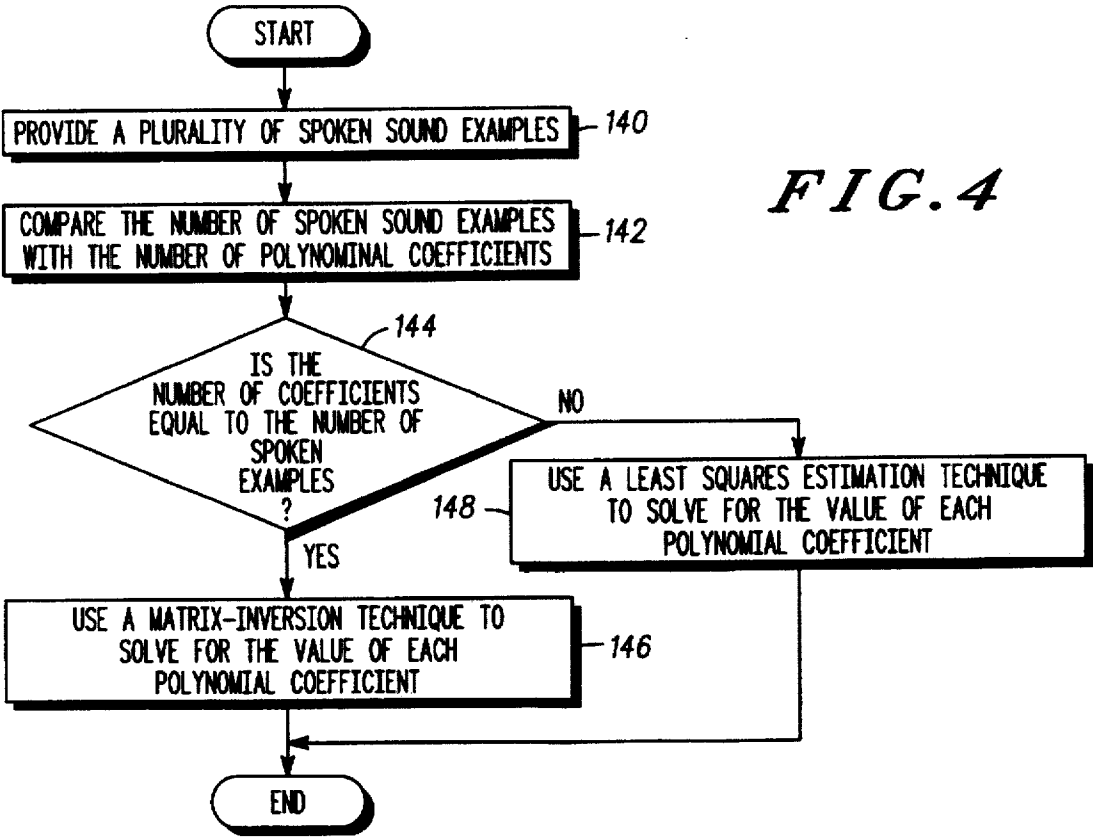 START
PROVIDE A PLURALITY OF SPOKEN SOUND EXAMPLES
140
FIG.4
COMPARE THE NUMBER OF SPOKEN SOUND EXAMPLES
WITH THE NUMBER OF POLYNOMINAL COEFFICIENTS
142
144
IS THE
NUMBER OF COEFFICIENTS
EQUAL TO THE NUMBER OF
SPOKEN
EXAMPLES
?
NO
YES
148
USE A LEAST SQUARES ESTIMATION TECHNIQUE
TO SOLVE FOR THE VALUE OF EACH
POLYNOMIAL COEFFICIENT
USE A MATRIX-INVERSION TECHNIQUE TO
SOLVE FOR THE VALUE OF EACH
POLYNOMIAL COEFFICIENT
146
END